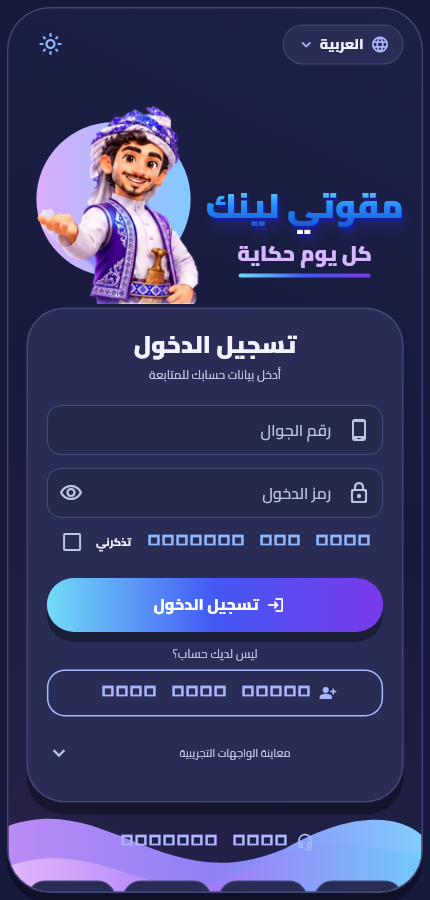 العربية
مقوتي لينك
كل يوم حكاية
تسجيل الدخول
أدخل بيانات حسابك للمتابعة
رقم الجوال
رمز الدخول
تذكرني
تسجيل الدخول
ليس لديك حساب؟
معاينة الواجهات التجريبية